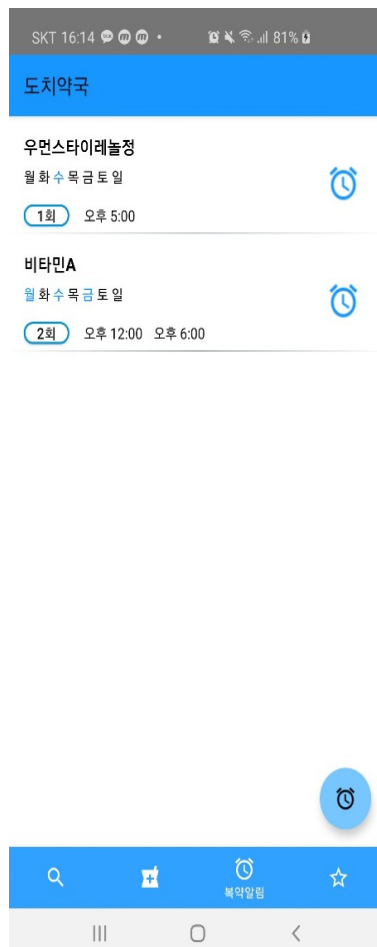 SKT 16:14 81%
도치약국
우먼스타이레놀정
월 화 수 목 금 토 일
1회 오후 5:00
비타민A
월 화 수 목 금 토 일
2회 오후 12:00 오후 6:00
복약알림